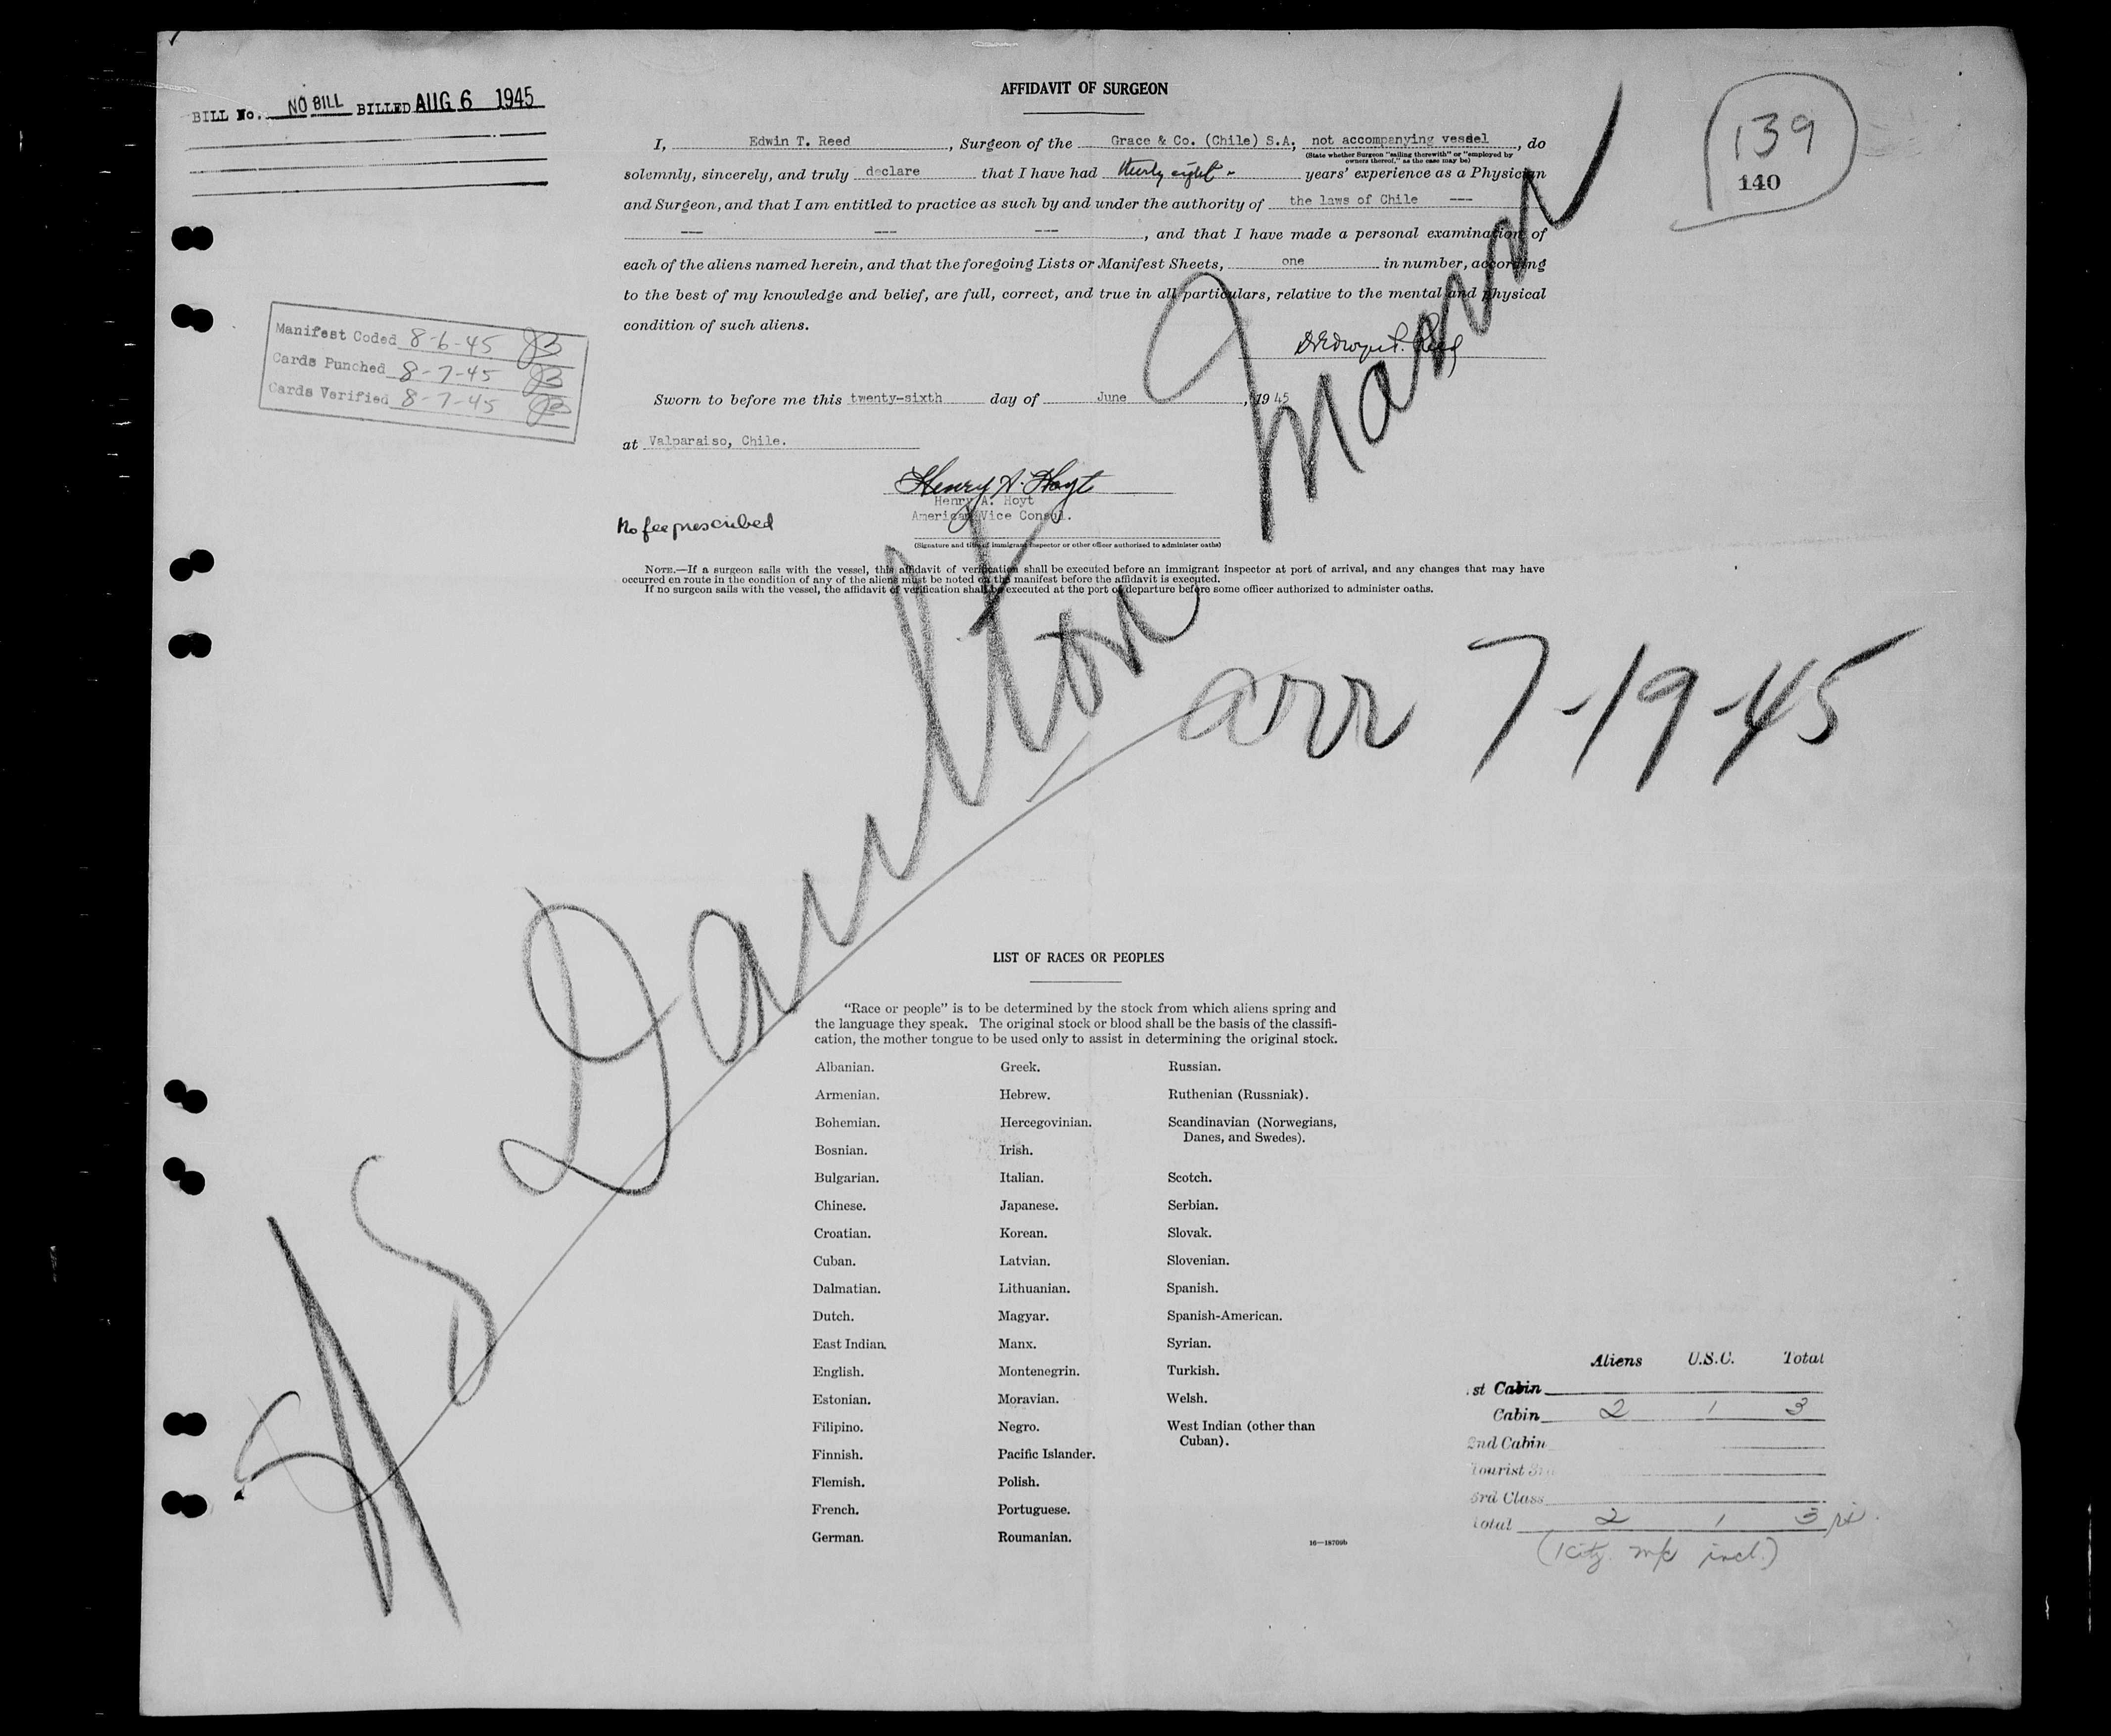 BILL No. NO BILL BILLED AUG 6 1945
139
140
Manifest Coded 8-6-45
Cards Punched 8-7-45
Cards Verified 8-7-45
AFFIDAVIT OF SURGEON
I, Edwin T. Reed, Surgeon of the Grace & Co. (Chile) S.A, not accompanying vessel, do
(State whether Surgeon "sailing therewith" or "employed by
owners thereof," as the case may be)
solemnly, sincerely, and truly declare that I have had thirty eight - years' experience as a Physician
and Surgeon, and that I am entitled to practice as such by and under the authority of the laws of Chile ---
--- --- ---, and that I have made a personal examination of
each of the aliens named herein, and that the foregoing Lists or Manifest Sheets, one in number, according
to the best of my knowledge and belief, are full, correct, and true in all particulars, relative to the mental and physical
condition of such aliens.
Sworn to before me this twenty-sixth day of June, 1945
at Valparaiso, Chile.
Henry A. Hoyt
Henry A. Hoyt
American Vice Consul.
No fee prescribed
(Signature and title of immigrant inspector or other officer authorized to administer oaths)
NOTE.—If a surgeon sails with the vessel, this affidavit of verification shall be executed before an immigrant inspector at port of arrival, and any changes that may have
occurred en route in the condition of any of the aliens must be noted on the manifest before the affidavit is executed.
If no surgeon sails with the vessel, the affidavit of verification shall be executed at the port of departure before some officer authorized to administer oaths.
arr 7-19-45
LIST OF RACES OR PEOPLES
"Race or people" is to be determined by the stock from which aliens spring and
the language they speak. The original stock or blood shall be the basis of the classifi-
cation, the mother tongue to be used only to assist in determining the original stock.
Albanian.
Armenian.
Bohemian.
Bosnian.
Bulgarian.
Chinese.
Croatian.
Cuban.
Dalmatian.
Dutch.
East Indian.
English.
Estonian.
Filipino.
Finnish.
Flemish.
French.
German.
Greek.
Hebrew.
Hercegovinian.
Irish.
Italian.
Japanese.
Korean.
Latvian.
Lithuanian.
Magyar.
Manx.
Montenegrin.
Moravian.
Negro.
Pacific Islander.
Polish.
Portuguese.
Roumanian.
Russian.
Ruthenian (Russniak).
Scandinavian (Norwegians,
Danes, and Swedes).
Scotch.
Serbian.
Slovak.
Slovenian.
Spanish.
Spanish-American.
Syrian.
Turkish.
Welsh.
West Indian (other than
Cuban).
16—18709b
Aliens U.S.C. Total
st Cabin
Cabin 2 1 3
2nd Cabin
Tourist 3r
3rd Class
Total 2 1 3